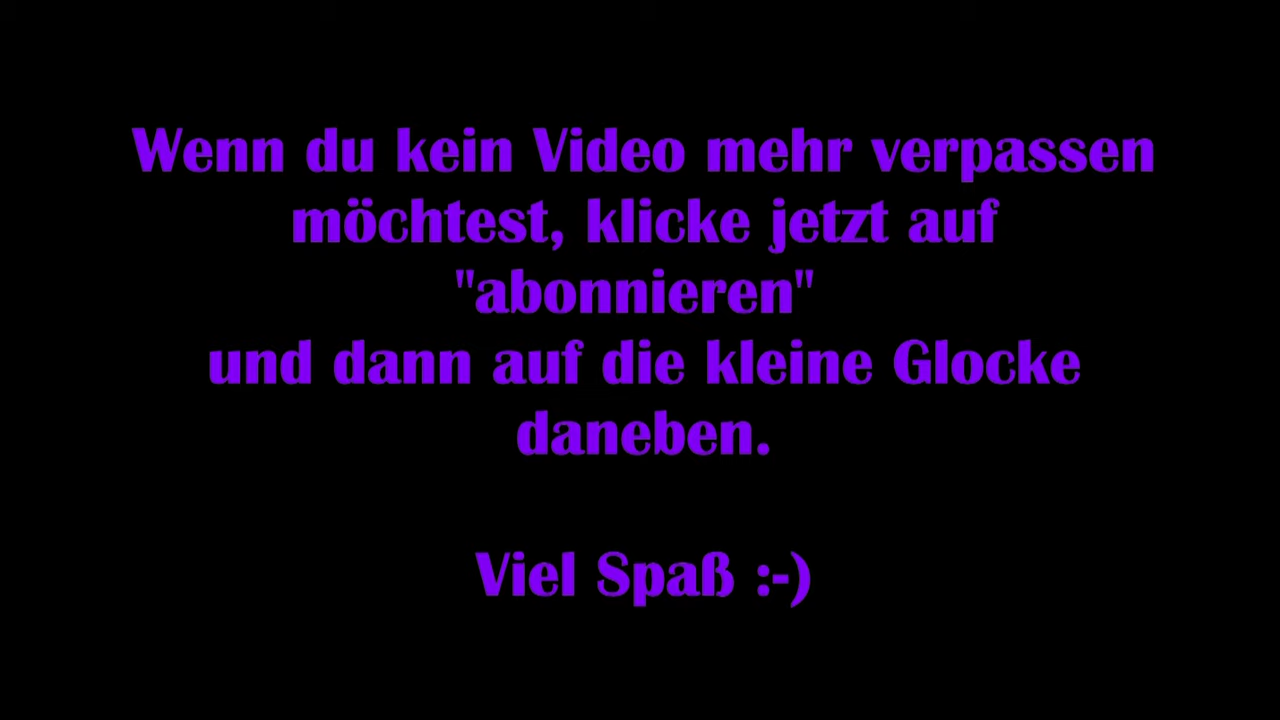 Wenn du kein Video mehr verpassen
möchtest, klicke jetzt auf
"abonnieren"
und dann auf die kleine Glocke
daneben.
Viel Spaß :-)